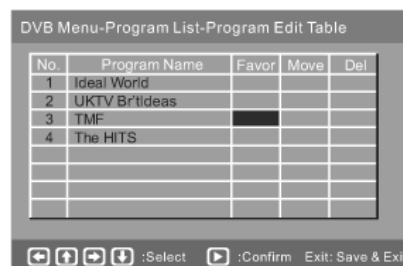 DVB Menu-Program List-Program Edit Table
No. Program Name Favor Move Del
1 Ideal World
2 UKTV Br'tIdeas
3 TMF
4 The HITS
:Select :Confirm Exit: Save & Exi